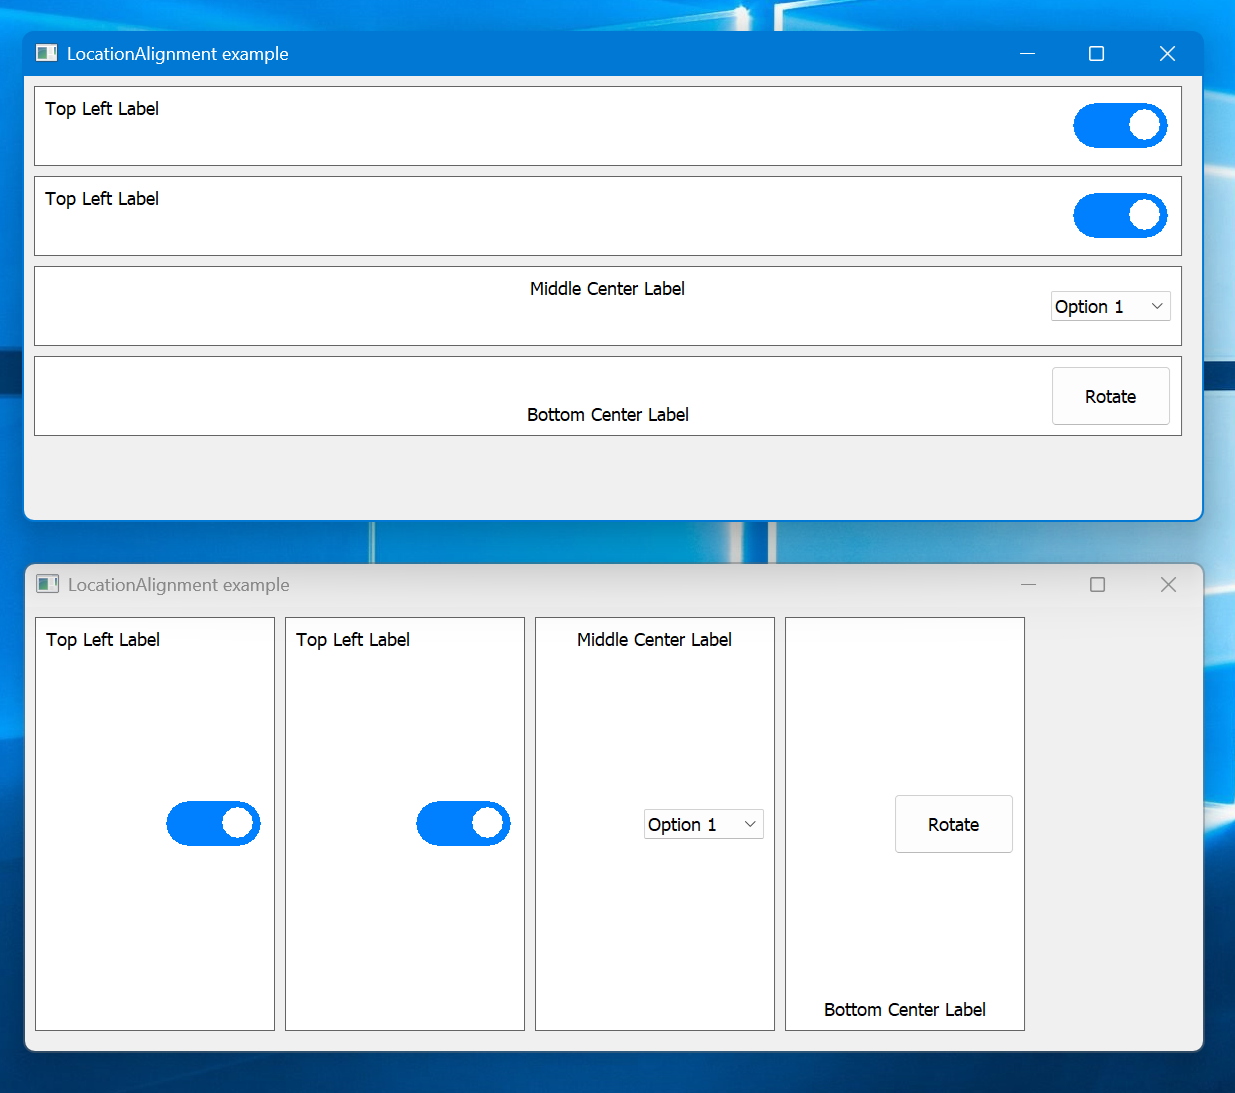 LocationAlignment example
Top Left Label
Top Left Label
Middle Center Label
Option 1
Rotate
Bottom Center Label
LocationAlignment example
Top Left Label
Top Left Label
Middle Center Label
Option 1
Rotate
Bottom Center Label